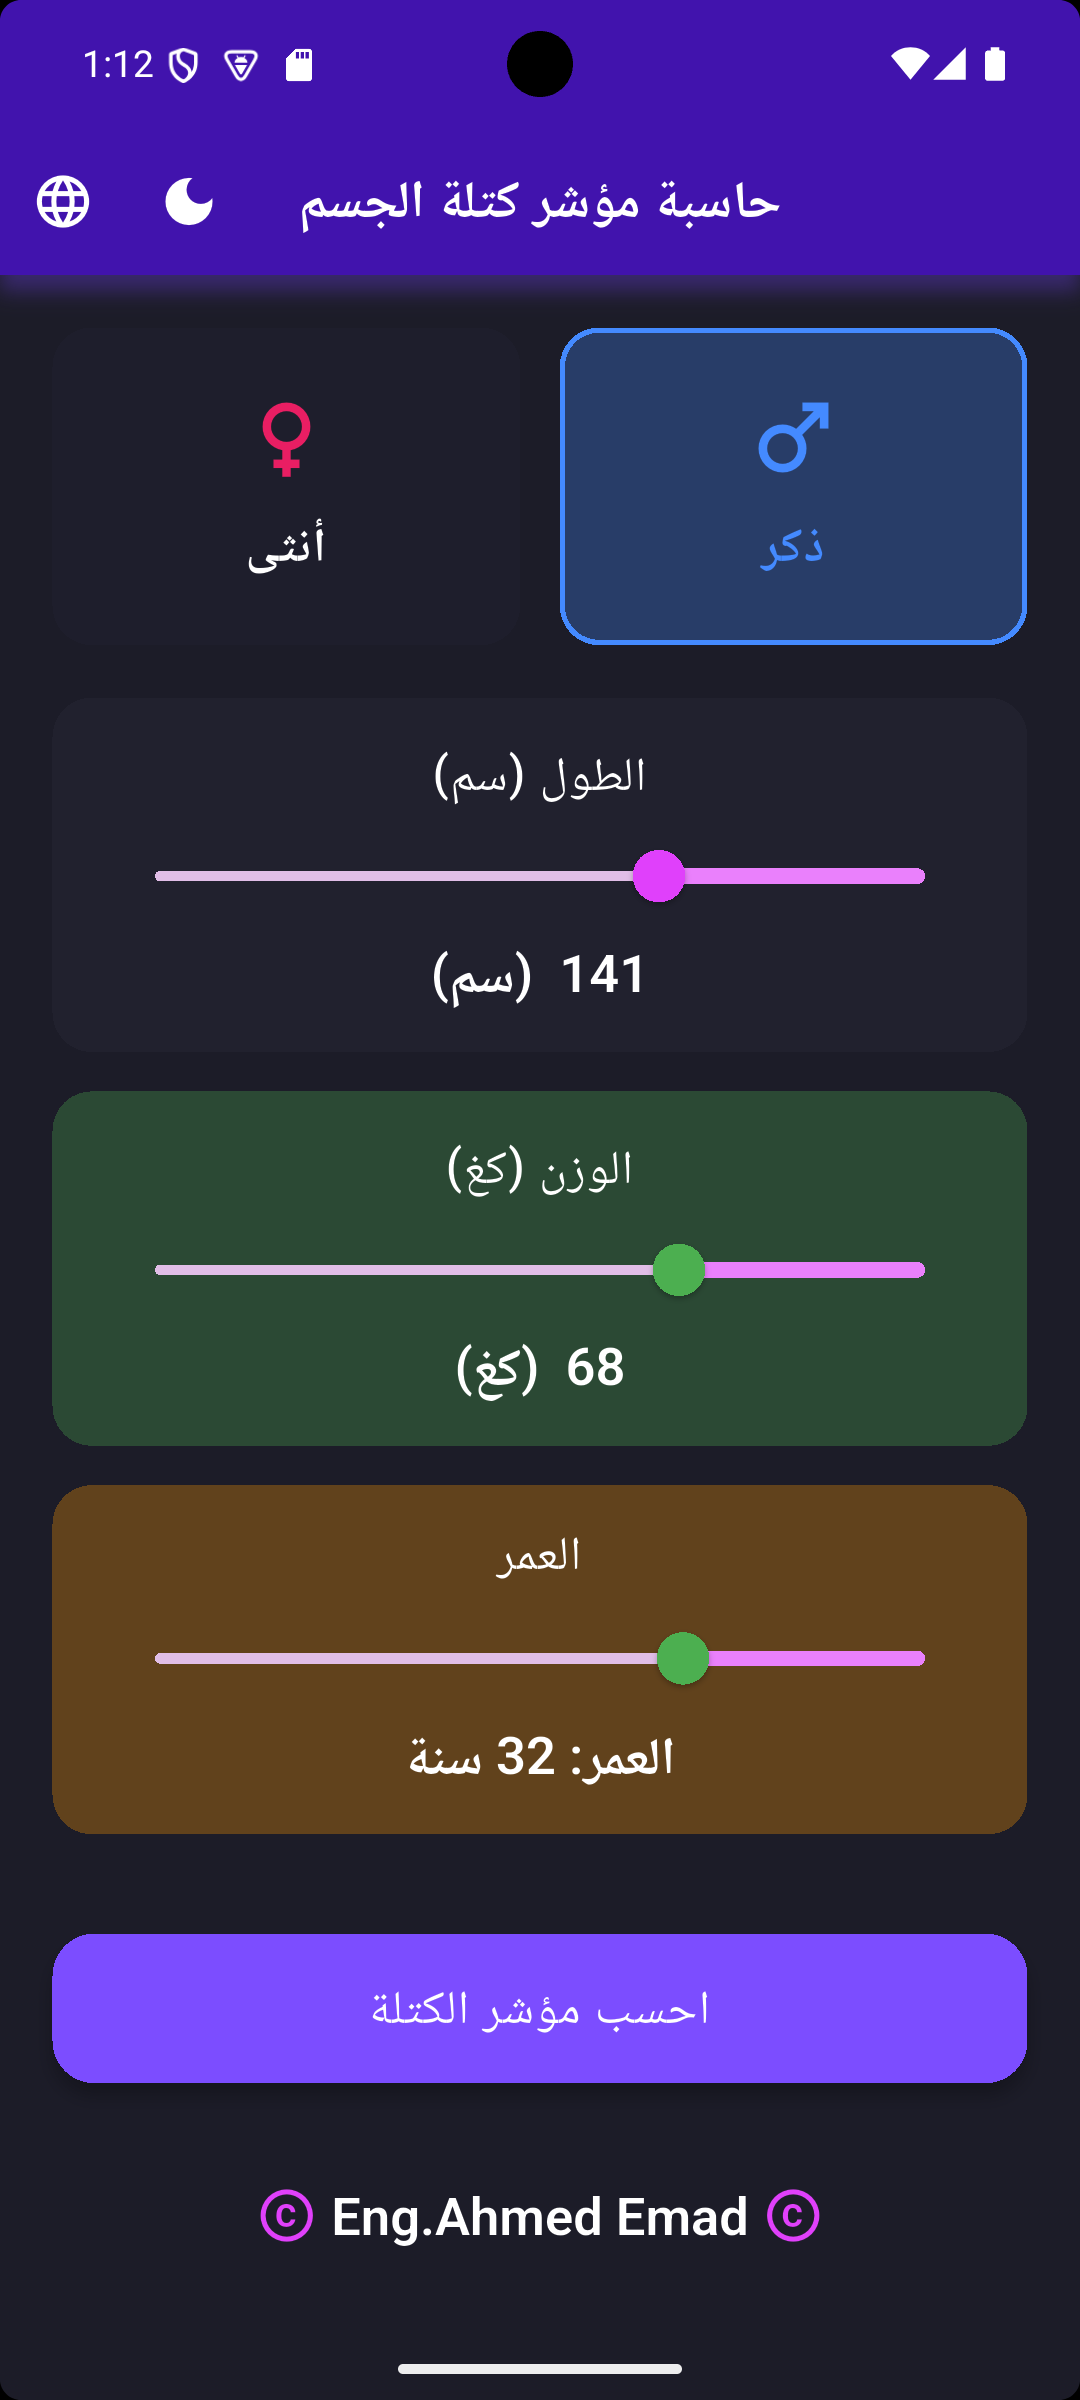 1:12
حاسبة مؤشر كتلة الجسم
ذكر
أنثى
الطول (سم)
141 (سم)
الوزن (كغ)
68 (كغ)
العمر
العمر: 32 سنة
احسب مؤشر الكتلة
© Eng.Ahmed Emad ©